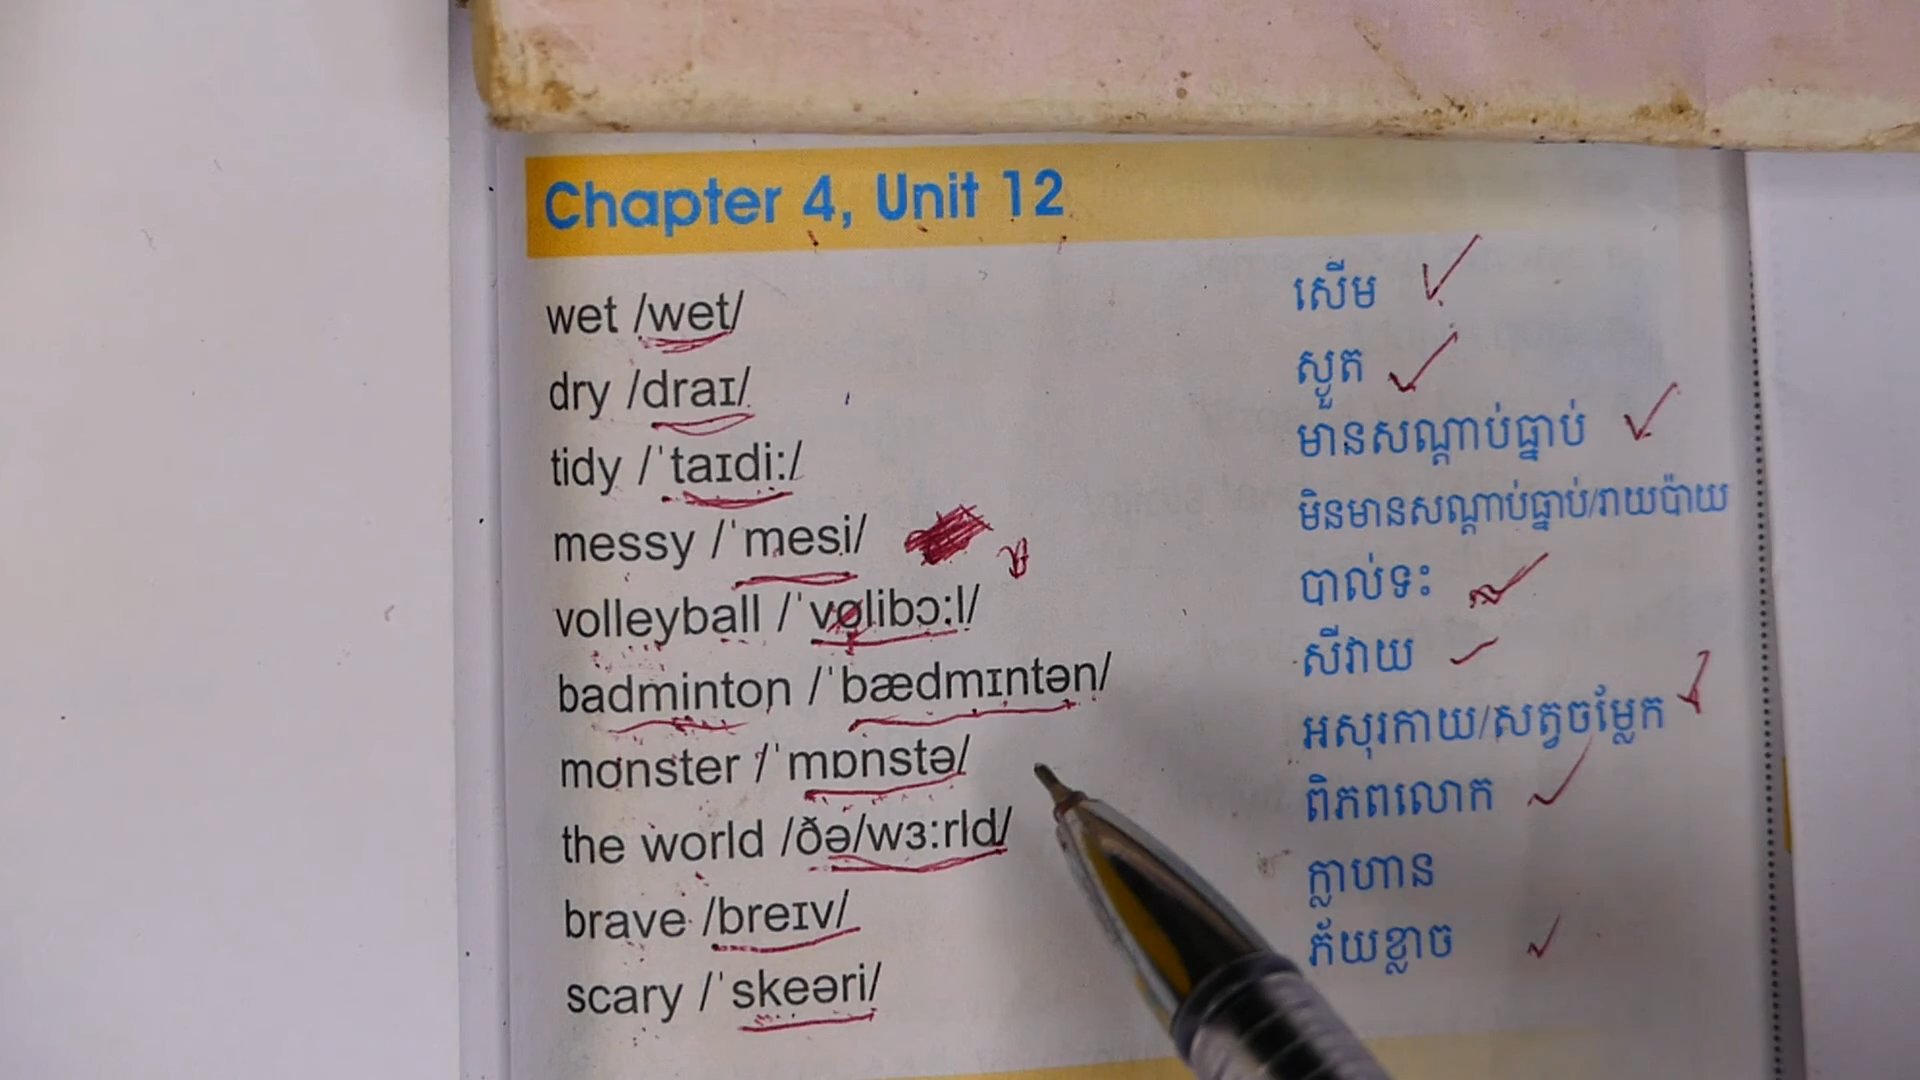 Chapter 4, Unit 12
wet /wet/ សើម
dry /draɪ/ ស្ងួត
tidy /ˈtaɪdi:/ មានសណ្ដាប់ធ្នាប់
messy /ˈmesi/ មិនមានសណ្ដាប់ធ្នាប់/រាយប៉ាយ
volleyball /ˈvɒlibɔ:l/ បាល់ទះ
badminton /ˈbædmɪntən/ សីវាយ
monster /ˈmɒnstə/ អសុរកាយ/សត្វចម្លែក
the world /ðə/wɜ:rld/ ពិភពលោក
brave /breɪv/ ក្លាហាន
scary /ˈskeəri/ ភ័យខ្លាច